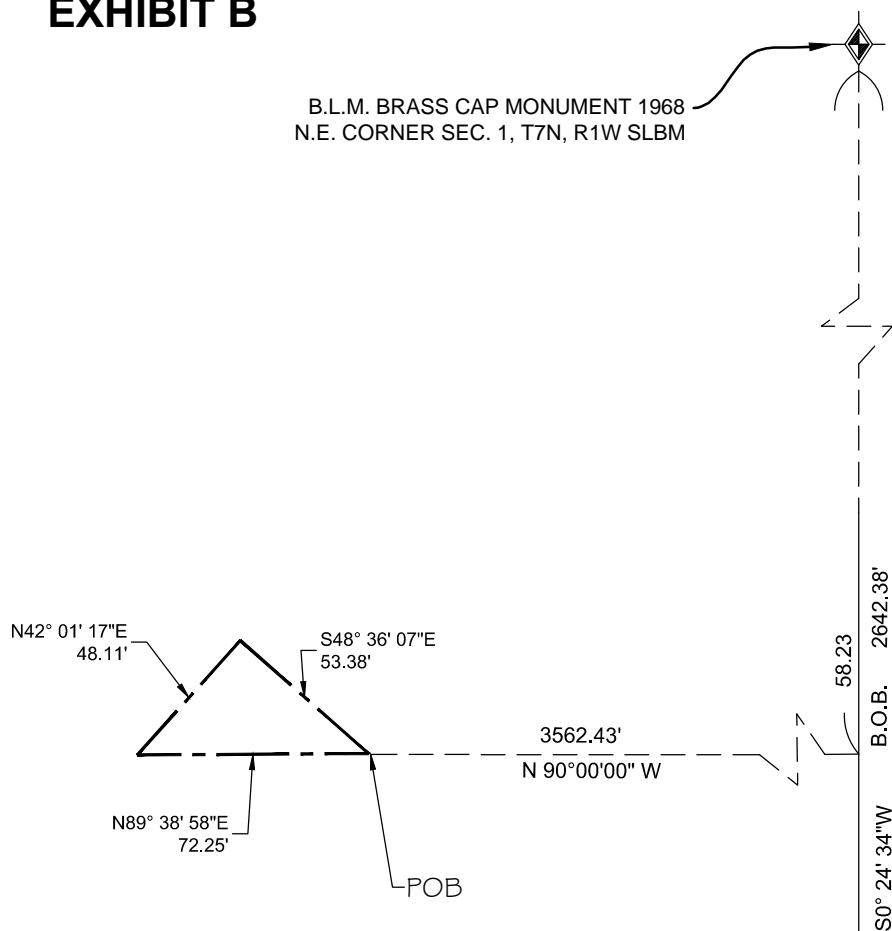 EXHIBIT B
B.L.M. BRASS CAP MONUMENT 1968
N.E. CORNER SEC. 1, T7N, R1W SLBM
N42° 01' 17"E
48.11'
S48° 36' 07"E
53.38'
N89° 38' 58"E
72.25'
POB
3562.43'
N 90°00'00" W
58.23
S0° 24' 34"W B.O.B. 2642.38'